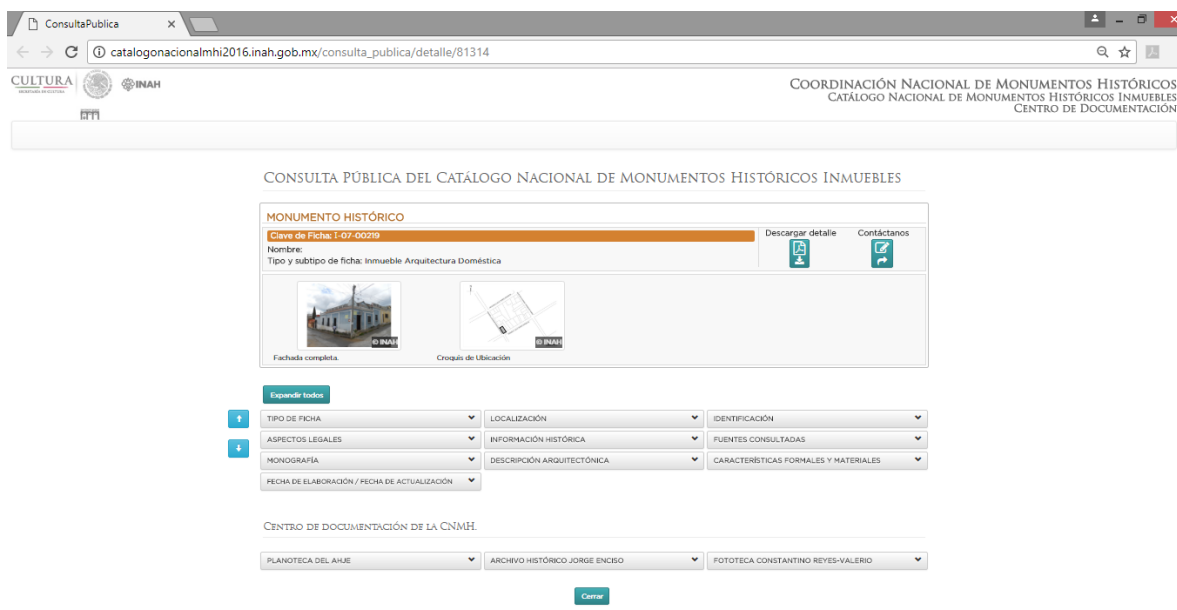 ConsultaPublica
catalogonacionalmhi2016.inah.gob.mx/consulta_publica/detalle/81314
CULTURA
INAH
COORDINACIÓN NACIONAL DE MONUMENTOS HISTÓRICOS
CATÁLOGO NACIONAL DE MONUMENTOS HISTÓRICOS INMUEBLES
CENTRO DE DOCUMENTACIÓN
CONSULTA PÚBLICA DEL CATÁLOGO NACIONAL DE MONUMENTOS HISTÓRICOS INMUEBLES
MONUMENTO HISTÓRICO
Clave de Ficha: I-07-00219
Nombre:
Tipo y subtipo de ficha: Inmueble Arquitectura Doméstica
Descargar detalle
Contáctanos
© INAH
© INAH
Fachada completa.
Croquis de Ubicación
Expandir todos
TIPO DE FICHA
LOCALIZACIÓN
IDENTIFICACIÓN
ASPECTOS LEGALES
INFORMACIÓN HISTÓRICA
FUENTES CONSULTADAS
MONOGRAFÍA
DESCRIPCIÓN ARQUITECTÓNICA
CARACTERÍSTICAS FORMALES Y MATERIALES
FECHA DE ELABORACIÓN / FECHA DE ACTUALIZACIÓN
CENTRO DE DOCUMENTACIÓN DE LA CNMH.
PLANOTECA DEL AHJE
ARCHIVO HISTÓRICO JORGE ENCISO
FOTOTECA CONSTANTINO REYES-VALERIO
Cerrar